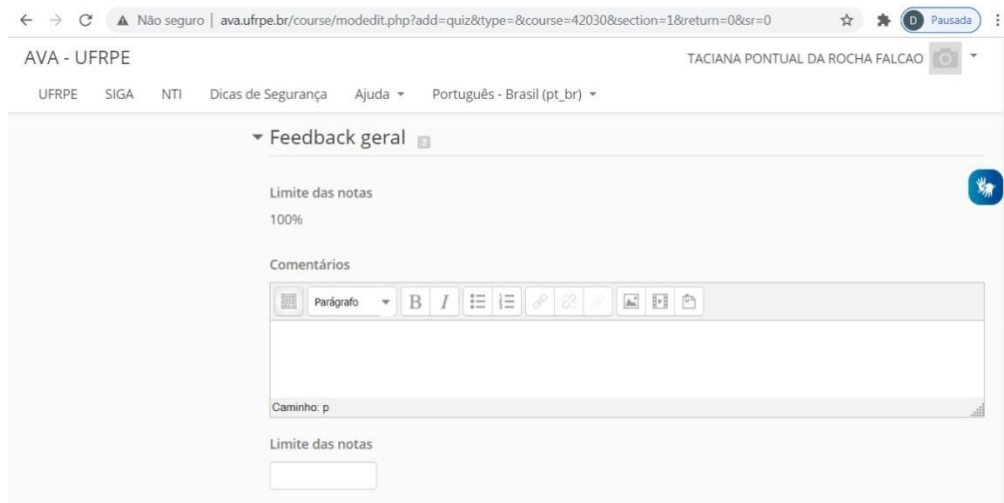 Não seguro | ava.ufrpe.br/course/modedit.php?add=quiz&type=&course=42030&section=1&return=0&sr=0 D Pausada
AVA - UFRPE TACIANA PONTUAL DA ROCHA FALCAO
UFRPE SIGA NTI Dicas de Segurança Ajuda Português - Brasil (pt_br)
Feedback geral ?
Limite das notas
100%
Comentários
Parágrafo B I
Caminho: p
Limite das notas